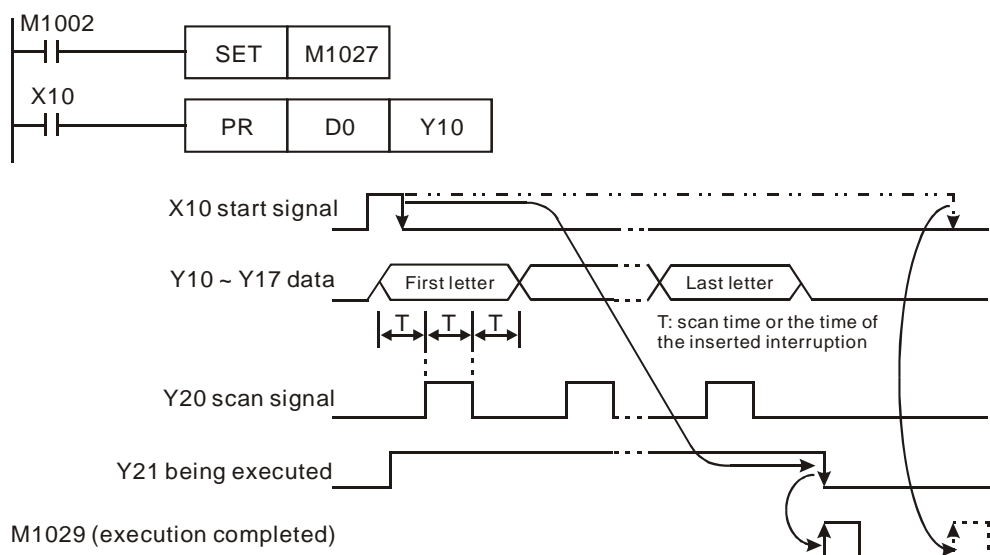 M1002
SET M1027
X10
PR D0 Y10
X10 start signal
Y10 ~ Y17 data
First letter
Last letter
T T T
T: scan time or the time of
the inserted interruption
Y20 scan signal
Y21 being executed
M1029 (execution completed)